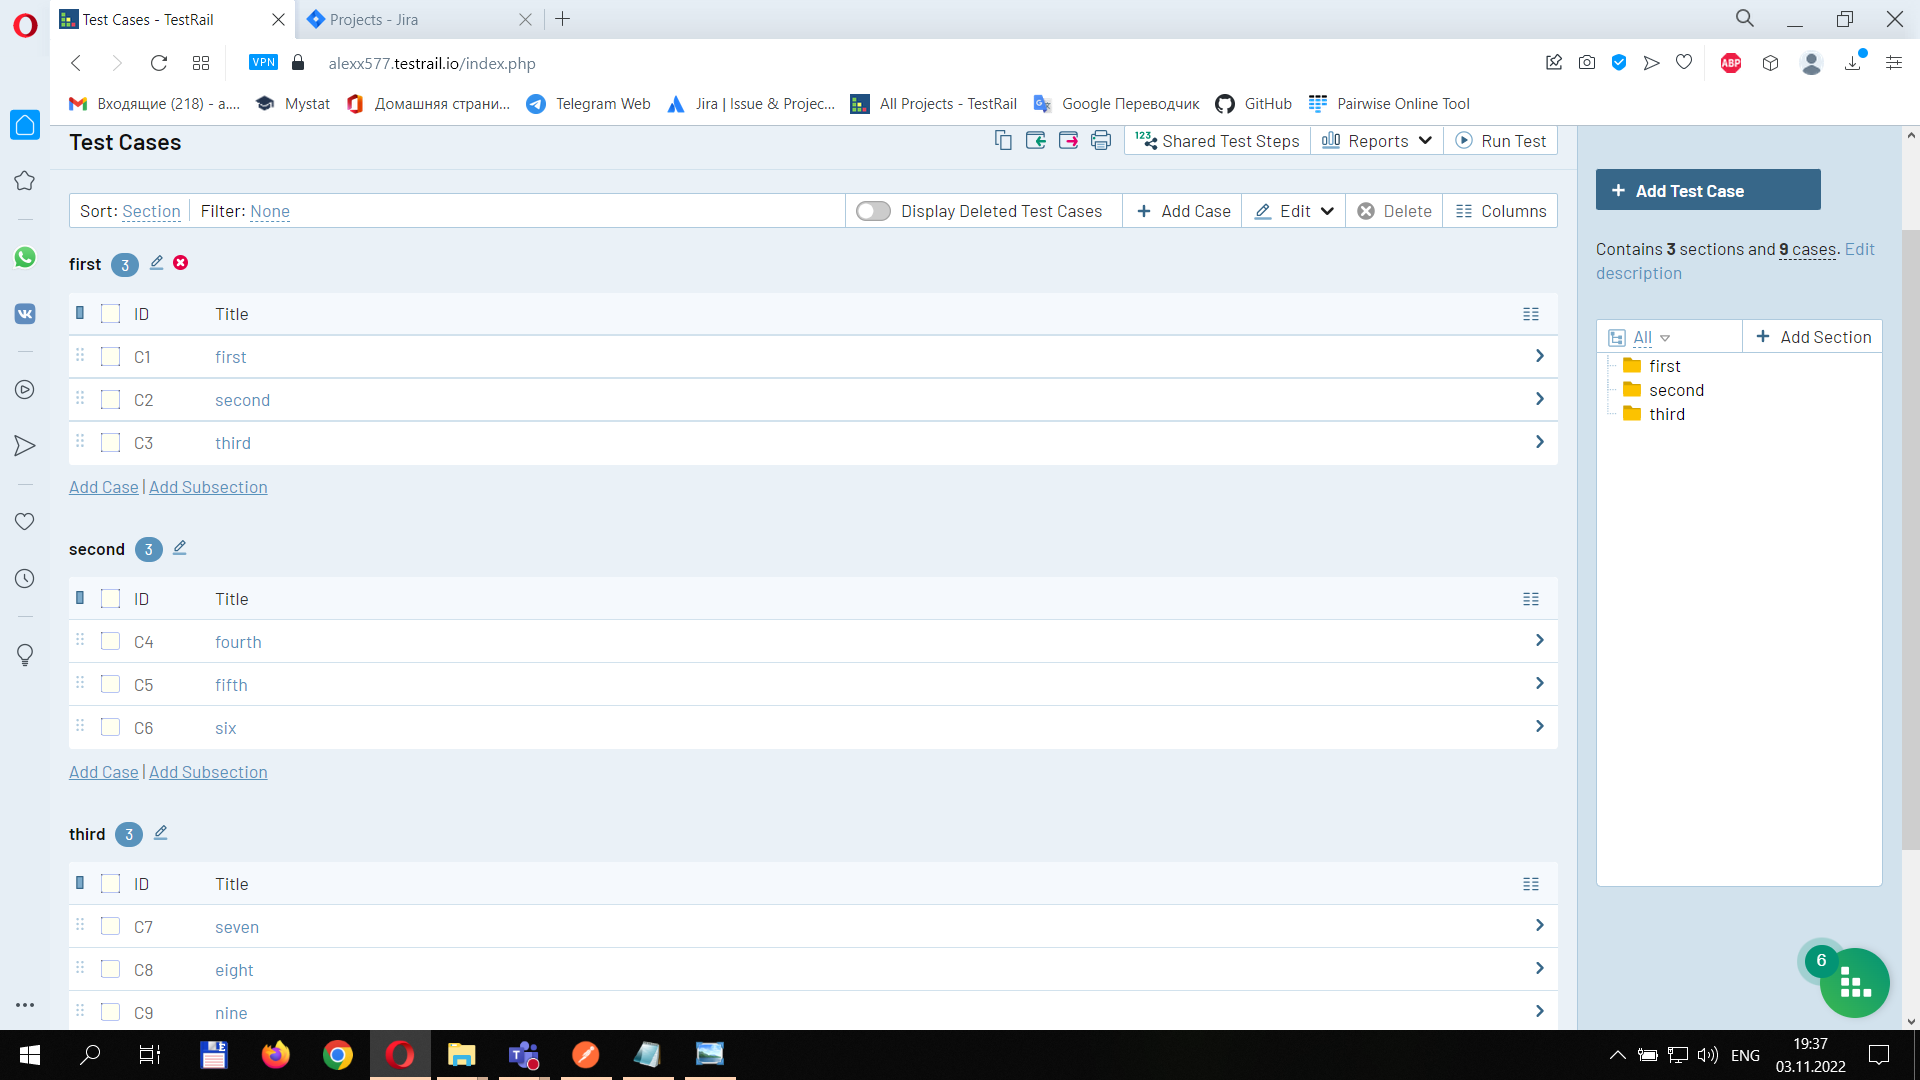 Test Cases - TestRail
Projects - Jira
VPN
alexx577.testrail.io/index.php
ABP
Входящие (218) - a....
Mystat
Домашняя страни...
Telegram Web
Jira | Issue & Projec...
All Projects - TestRail
Google Переводчик
GitHub
Pairwise Online Tool
Test Cases
123 Shared Test Steps
Reports
Run Test
Add Test Case
Sort: Section
Filter: None
Display Deleted Test Cases
Add Case
Edit
Delete
Columns
Contains 3 sections and 9 cases. Edit
description
All
Add Section
first
second
third
first 3
ID Title
C1 first
C2 second
C3 third
Add Case | Add Subsection
second 3
ID Title
C4 fourth
C5 fifth
C6 six
Add Case | Add Subsection
third 3
ID Title
C7 seven
C8 eight
C9 nine
6
ENG
19:37
03.11.2022